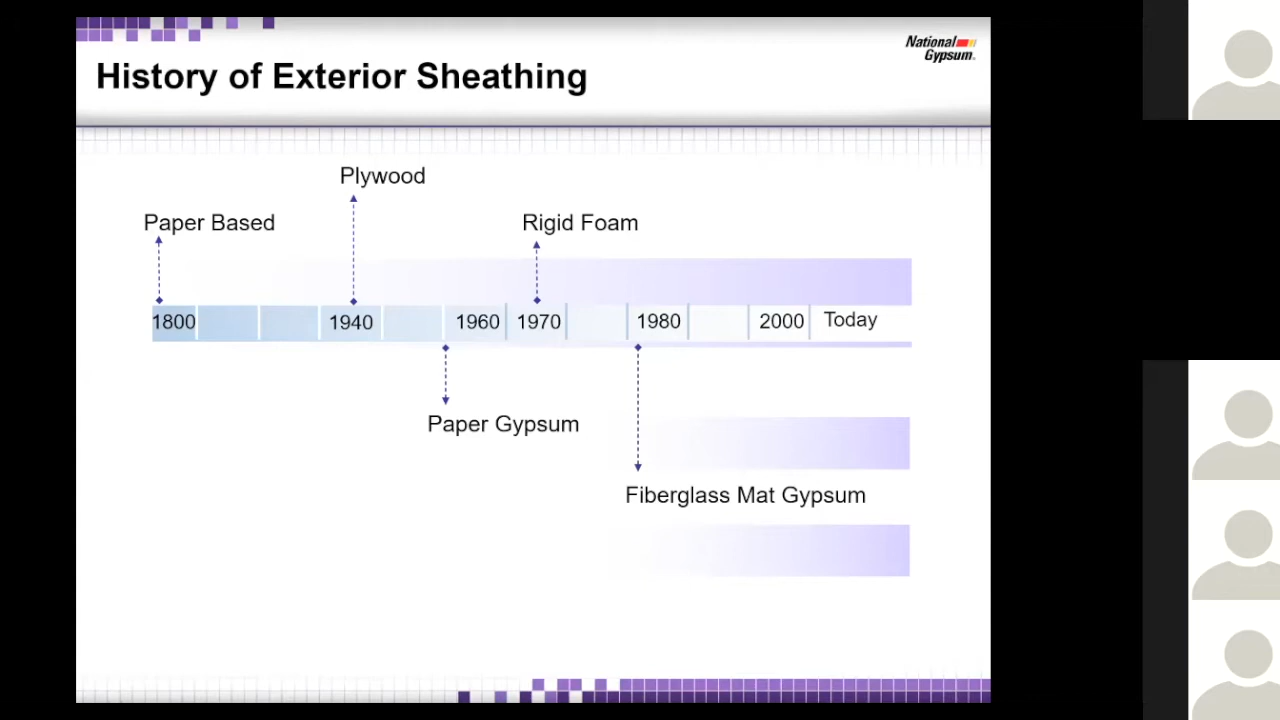 National
Gypsum
History of Exterior Sheathing
Plywood
Paper Based
Rigid Foam
1800 1940 1960 1970 1980 2000 Today
Paper Gypsum
Fiberglass Mat Gypsum